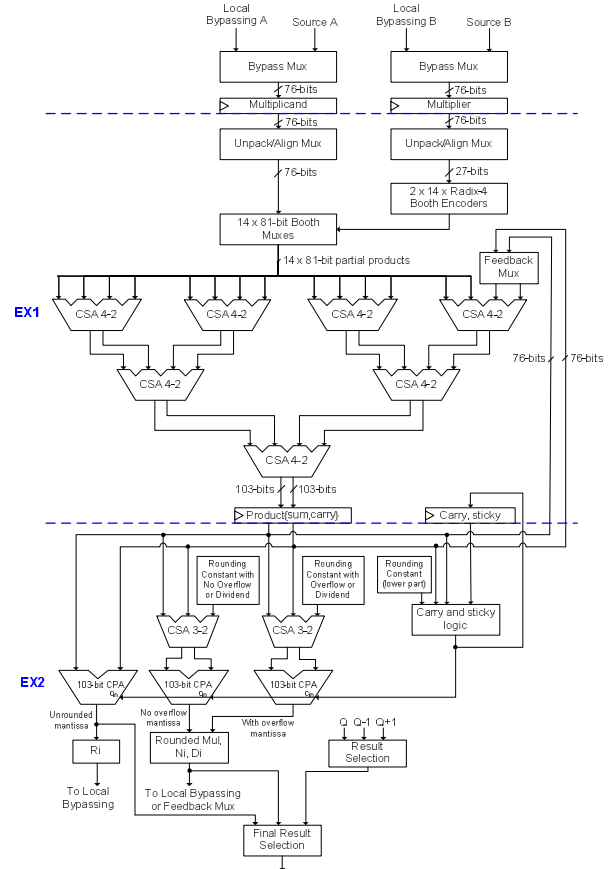 Local
Bypassing A
Source A
Local
Bypassing B
Source B
Bypass Mux
Bypass Mux
76-bits
76-bits
Multiplicand
Multiplier
76-bits
76-bits
Unpack/Align Mux
Unpack/Align Mux
76-bits
27-bits
2 x 14 x Radix-4
Booth Encoders
14 x 81-bit Booth
Muxes
14 x 81-bit partial products
Feedback
Mux
EX1
CSA 4-2
CSA 4-2
CSA 4-2
CSA 4-2
76-bits
76-bits
CSA 4-2
CSA 4-2
CSA 4-2
103-bits
103-bits
Product{sum,carry}
Carry, sticky
Rounding
Constant with
No Overflow
or Dividend
Rounding
Constant with
Overflow or
Dividend
Rounding
Constant
(lower part)
CSA 3-2
CSA 3-2
Carry and sticky
logic
EX2
103-bit CPA
Cin
103-bit CPA
Cin
103-bit CPA
Cin
Unrounded
mantissa
No overflow
mantissa
With overflow
mantissa
Q Q-1 Q+1
Ri
Rounded Mul,
Ni, Di
Result
Selection
To Local
Bypassing
To Local Bypassing
or Feedback Mux
Final Result
Selection